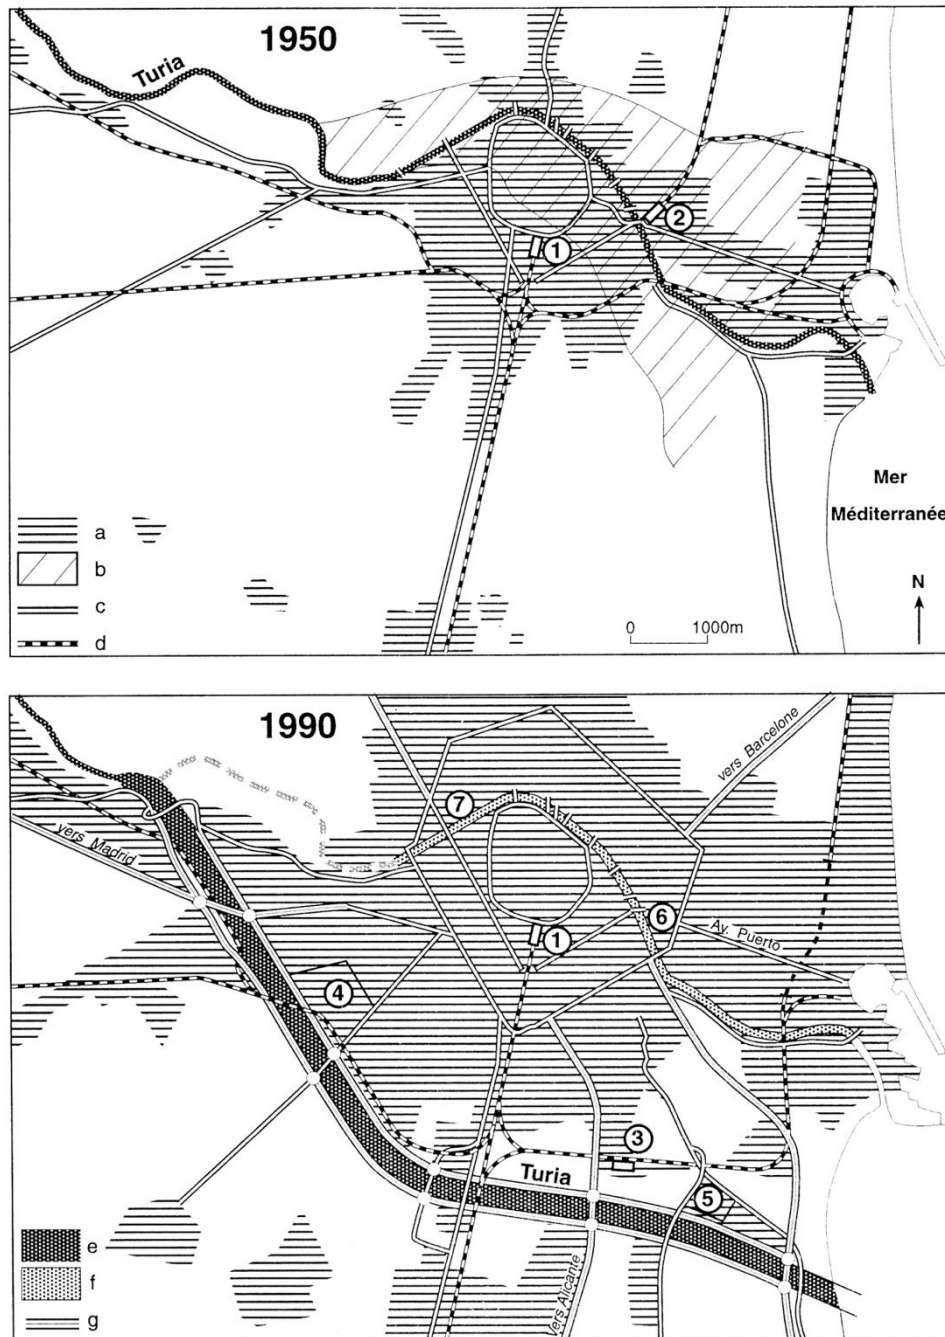 1950
Turia
2
1
Mer
Méditerranée
a
b
c
d
N
0 1000m
1990
vers Barcelone
7
vers Madrid
6
1
Av. Puerto
4
3
Turia
5
e
f
g
vers Alicante